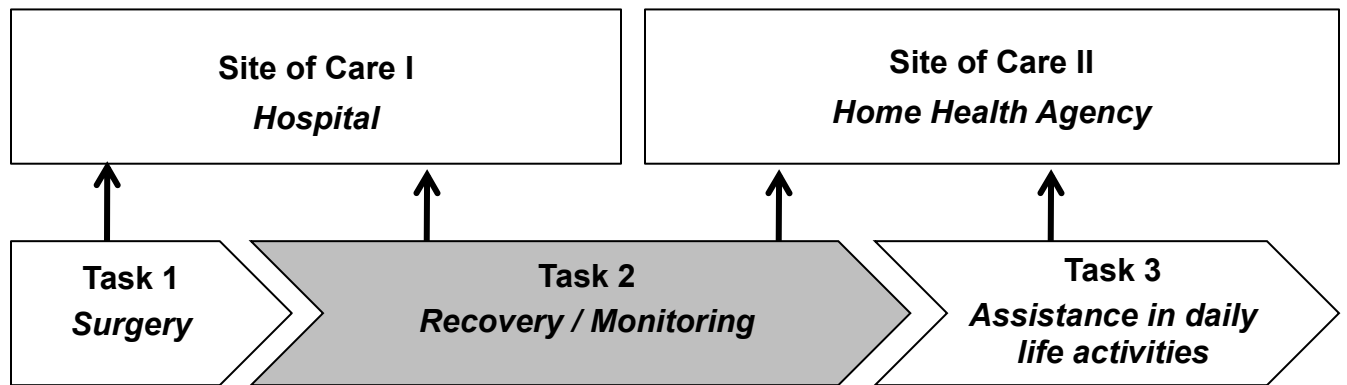 Site of Care I
Hospital
Site of Care II
Home Health Agency
Task 1
Surgery
Task 2
Recovery / Monitoring
Task 3
Assistance in daily
life activities